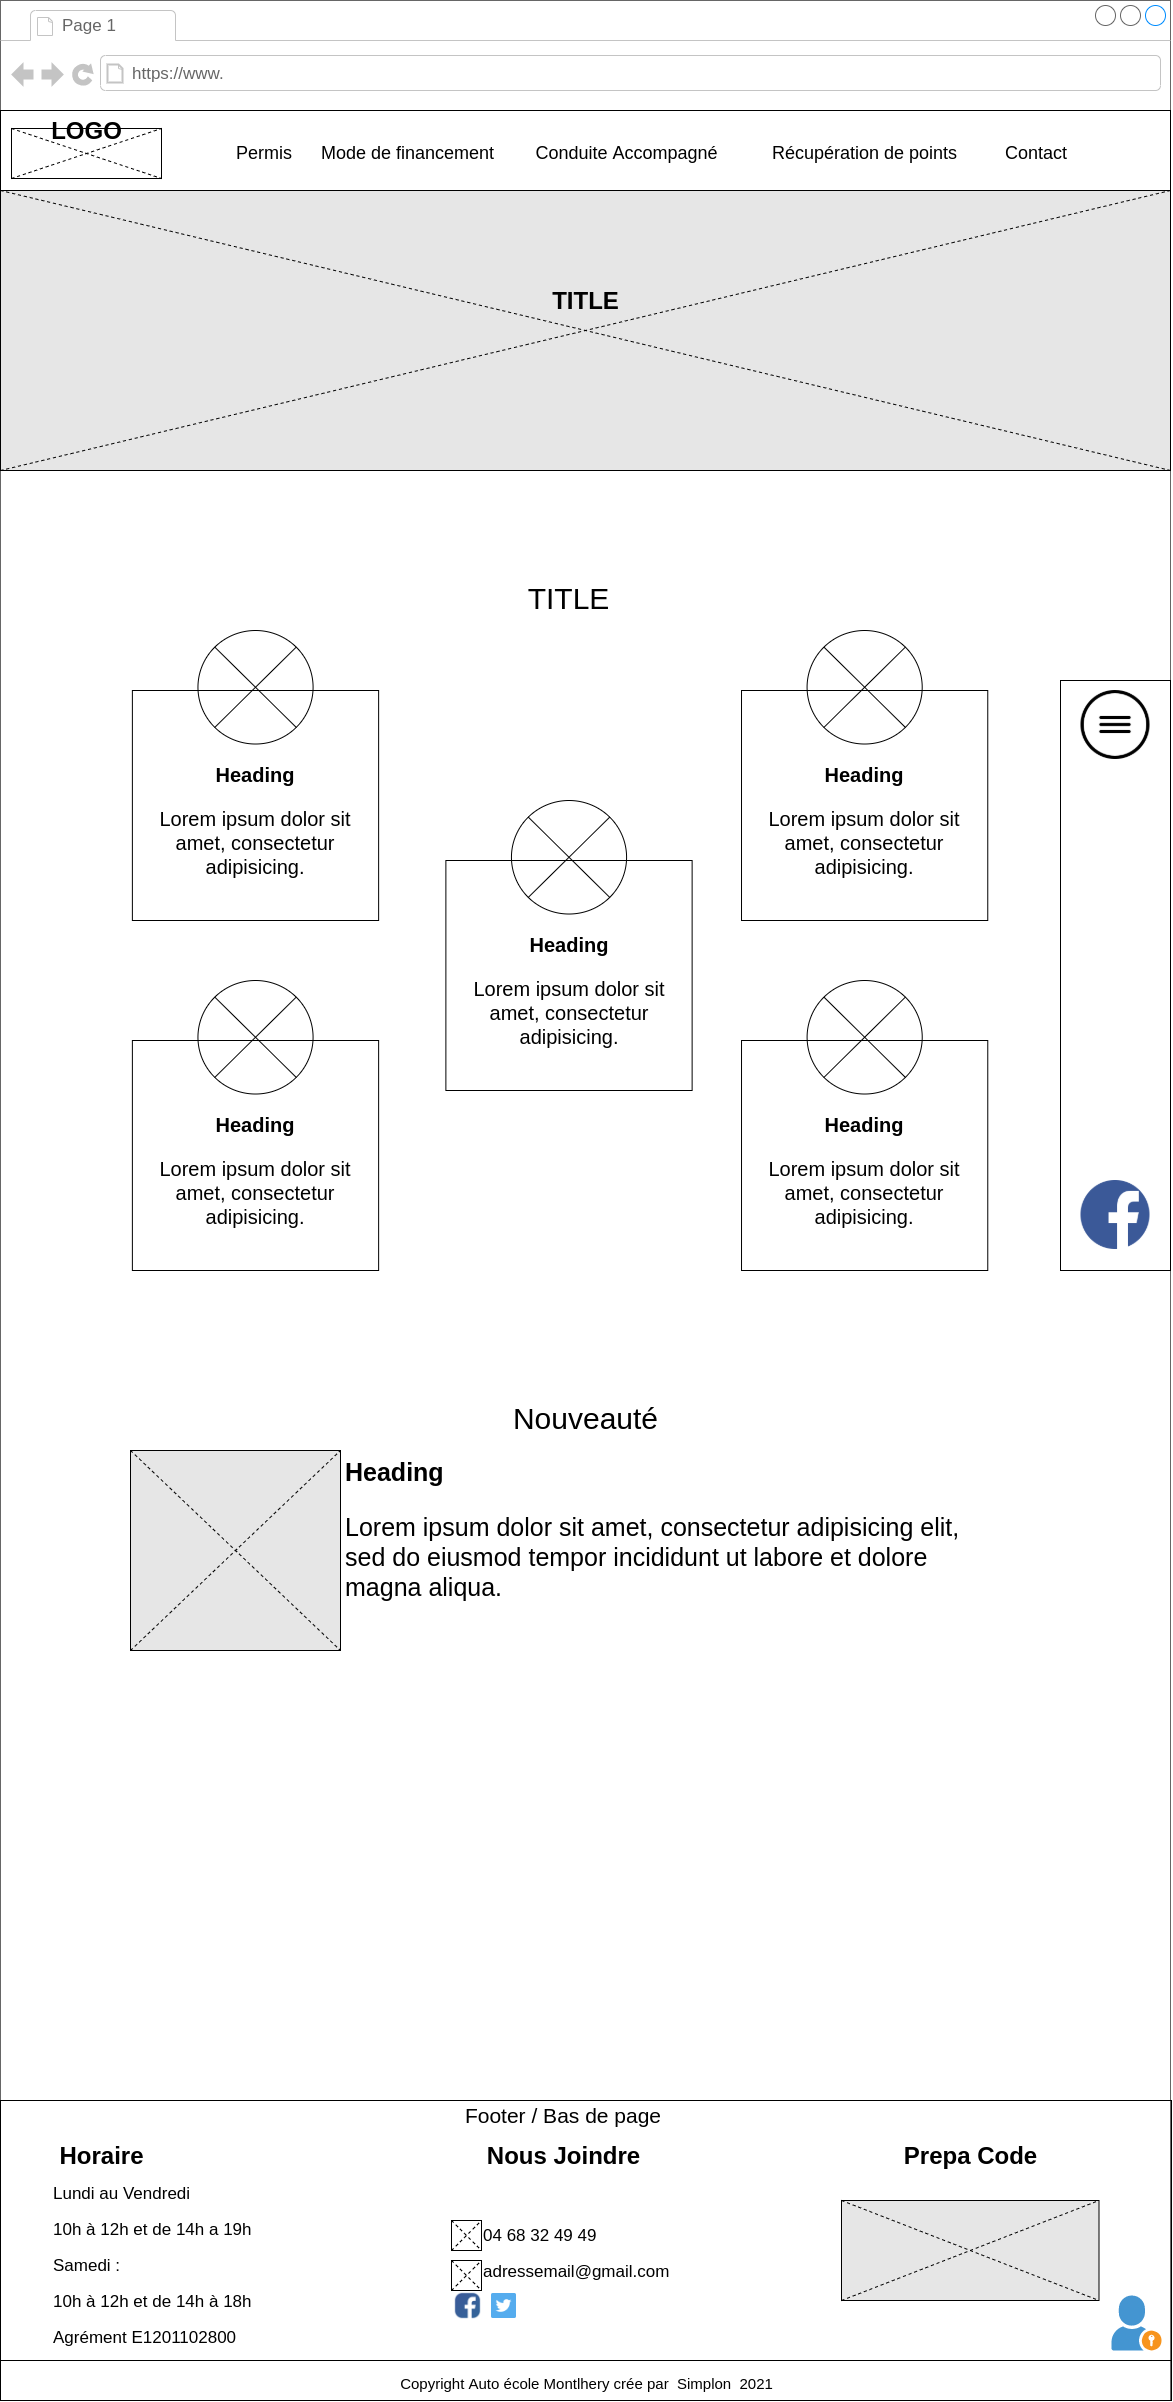 Page 1
https://www.
LOGO
Permis
Mode de financement
Conduite Accompagné
Récupération de points
Contact
TITLE
TITLE
Heading
Lorem ipsum dolor sit
amet, consectetur
adipisicing.
Heading
Lorem ipsum dolor sit
amet, consectetur
adipisicing.
Heading
Lorem ipsum dolor sit
amet, consectetur
adipisicing.
Heading
Lorem ipsum dolor sit
amet, consectetur
adipisicing.
Heading
Lorem ipsum dolor sit
amet, consectetur
adipisicing.
Nouveauté
Heading
Lorem ipsum dolor sit amet, consectetur adipisicing elit,
sed do eiusmod tempor incididunt ut labore et dolore
magna aliqua.
Footer / Bas de page
Horaire
Lundi au Vendredi
10h à 12h et de 14h a 19h
Samedi :
10h à 12h et de 14h à 18h
Agrément E1201102800
Nous Joindre
04 68 32 49 49
adressemail@gmail.com
Prepa Code
Copyright Auto école Montlhery crée par  Simplon  2021